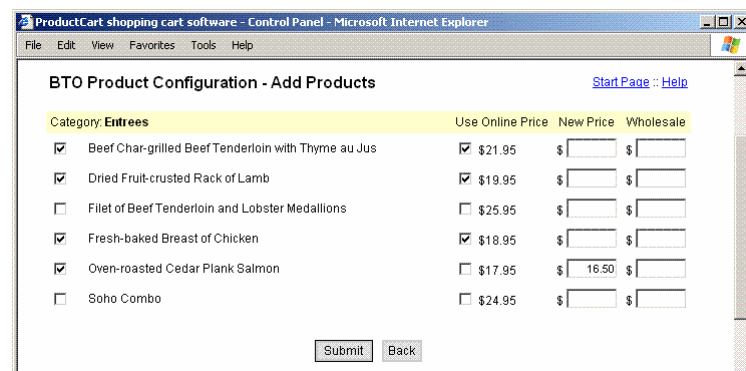 ProductCart shopping cart software - Control Panel - Microsoft Internet Explorer
File Edit View Favorites Tools Help
BTO Product Configuration - Add Products Start Page :: Help
Category: Entrees Use Online Price New Price Wholesale
Beef Char-grilled Beef Tenderloin with Thyme au Jus $21.95 $ $
Dried Fruit-crusted Rack of Lamb $19.95 $ $
Filet of Beef Tenderloin and Lobster Medallions $25.95 $ $
Fresh-baked Breast of Chicken $18.95 $ $
Oven-roasted Cedar Plank Salmon $17.95 $ 16.50 $
Soho Combo $24.95 $ $
Submit Back